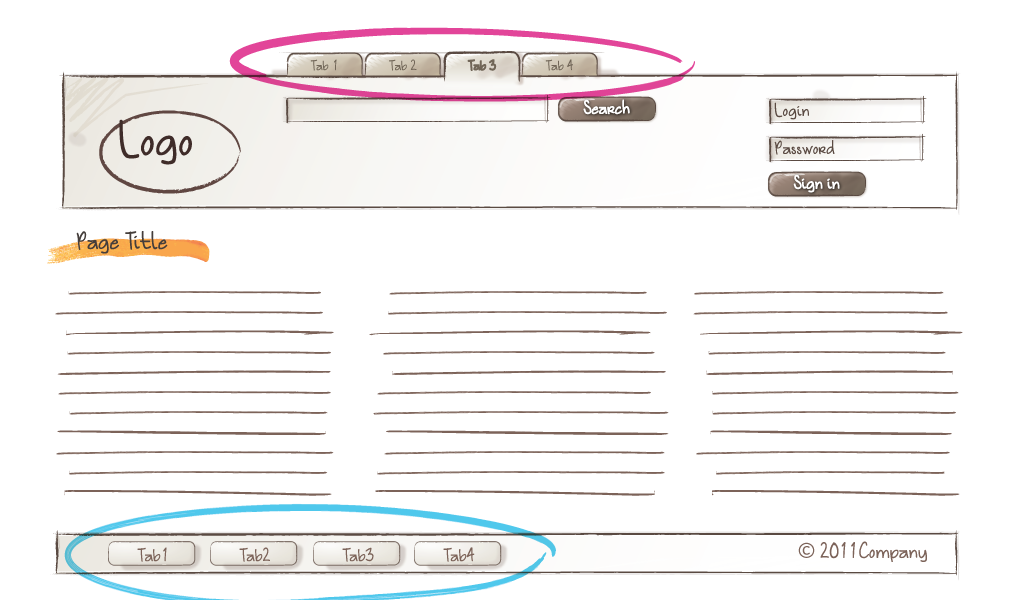 Tab 1 Tab 2 Tab 3 Tab 4
Search
Logo
Login
Password
Sign in
Page Title
Tab1 Tab2 Tab3 Tab4
© 2011Company